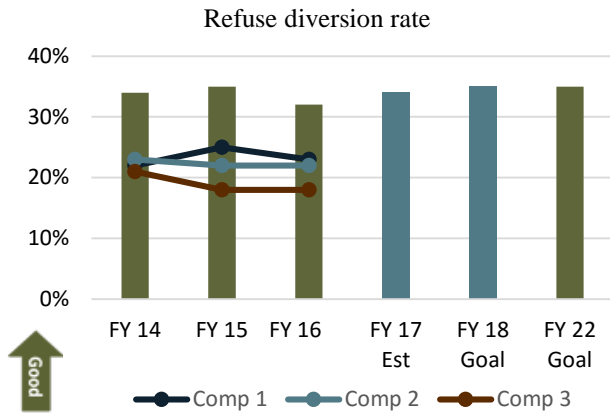 Refuse diversion rate
40%
30%
20%
10%
0%
FY 14 FY 15 FY 16 FY 17 FY 18 FY 22
Est Goal Goal
Good
Comp 1 Comp 2 Comp 3